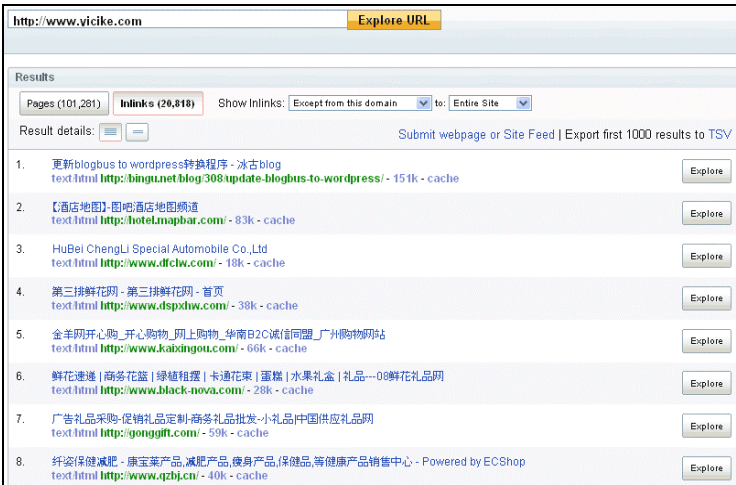 http://www.yicike.com Explore URL
Results
Pages (101,281) Inlinks (20,818) Show Inlinks: Except from this domain to: Entire Site
Result details: Submit webpage or Site Feed | Export first 1000 results to TSV
1. 更新blogbus to wordpress转换程序 - 冰古blog
text/html http://bingu.net/blog/308/update-blogbus-to-wordpress/ - 151k - cache
Explore
2. 【酒店地图】-图吧酒店地图频道
text/html http://hotel.mapbar.com/ - 83k - cache
Explore
3. HuBei ChengLi Special Automobile Co.,Ltd
text/html http://www.dfclw.com/ - 18k - cache
Explore
4. 第三排鲜花网 - 第三排鲜花网 - 首页
text/html http://www.dspxhw.com/ - 38k - cache
Explore
5. 金羊网开心购_开心购物_网上购物_华南B2C诚信同盟_广州购物网站
text/html http://www.kaixingou.com/ - 66k - cache
Explore
6. 鲜花速递 | 商务花篮 | 绿植租摆 | 卡通花束 | 蛋糕 | 水果礼盒 | 礼品---08鲜花礼品网
text/html http://www.black-nova.com/ - 28k - cache
Explore
7. 广告礼品采购-促销礼品定制-商务礼品批发-小礼品|中国供应礼品网
text/html http://gonggift.com/ - 59k - cache
Explore
8. 纤姿保健减肥 - 康宝莱产品,减肥产品,瘦身产品,保健品,等健康产品销售中心 - Powered by ECShop
text/html http://www.qzbj.cn/ - 40k - cache
Explore